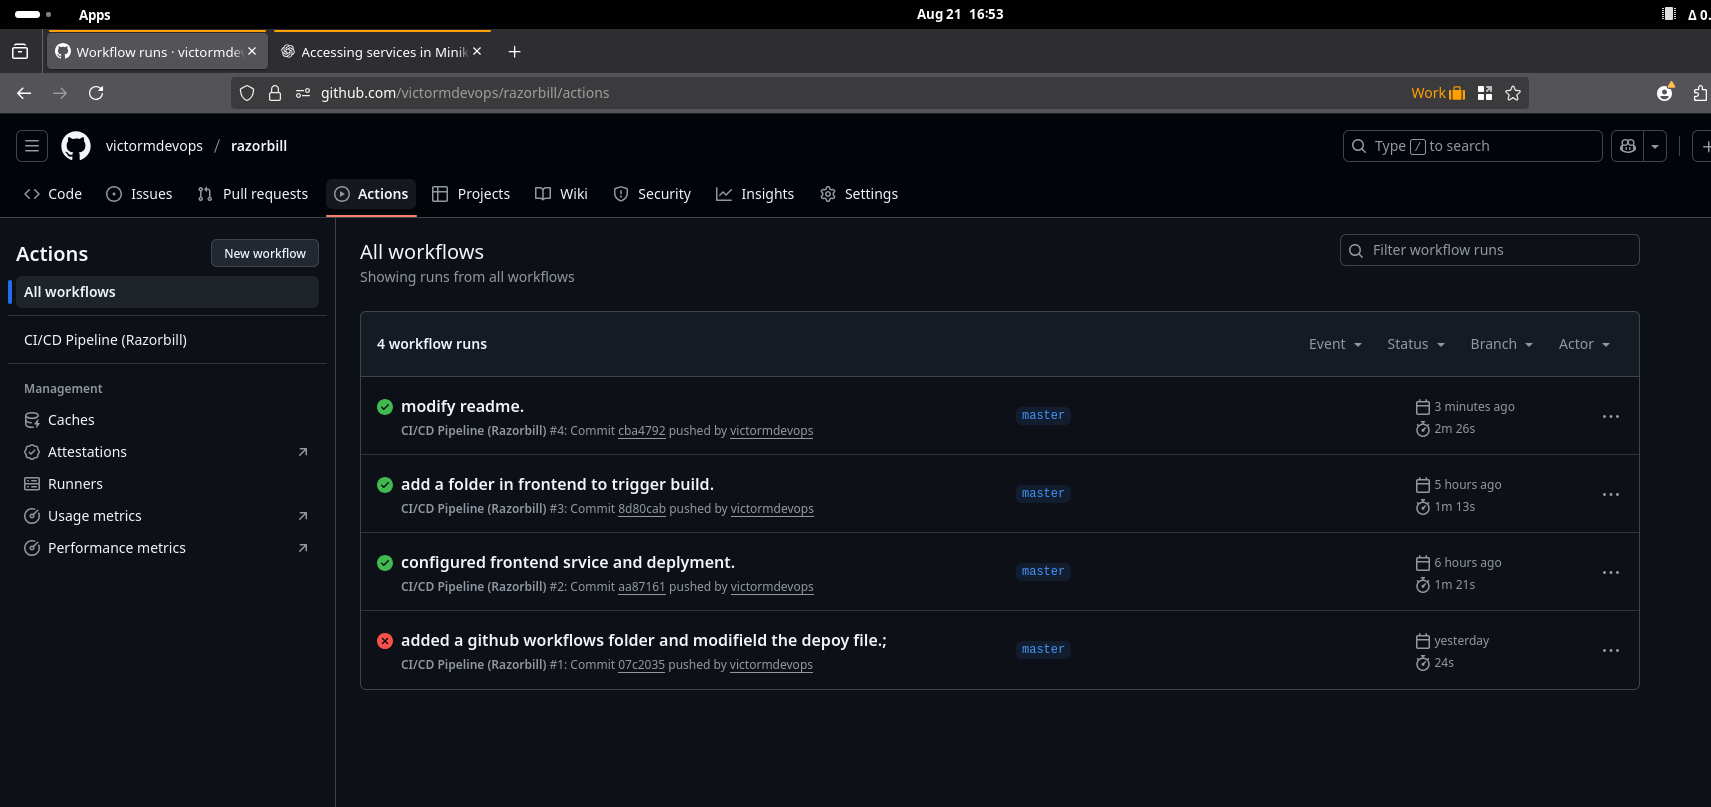 Apps
Aug 21 16:53
Δ 0.
Workflow runs · victormdev
Accessing services in Minik
github.com/victormdevops/razorbill/actions
Work
victormdevops / razorbill
Type / to search
Code
Issues
Pull requests
Actions
Projects
Wiki
Security
Insights
Settings
Actions
New workflow
All workflows
CI/CD Pipeline (Razorbill)
Management
Caches
Attestations
Runners
Usage metrics
Performance metrics
All workflows
Showing runs from all workflows
Filter workflow runs
4 workflow runs
Event
Status
Branch
Actor
modify readme.
CI/CD Pipeline (Razorbill) #4: Commit cba4792 pushed by victormdevops
master
3 minutes ago
2m 26s
add a folder in frontend to trigger build.
CI/CD Pipeline (Razorbill) #3: Commit 8d80cab pushed by victormdevops
master
5 hours ago
1m 13s
configured frontend srvice and deplyment.
CI/CD Pipeline (Razorbill) #2: Commit aa87161 pushed by victormdevops
master
6 hours ago
1m 21s
added a github workflows folder and modifield the depoy file.;
CI/CD Pipeline (Razorbill) #1: Commit 07c2035 pushed by victormdevops
master
yesterday
24s